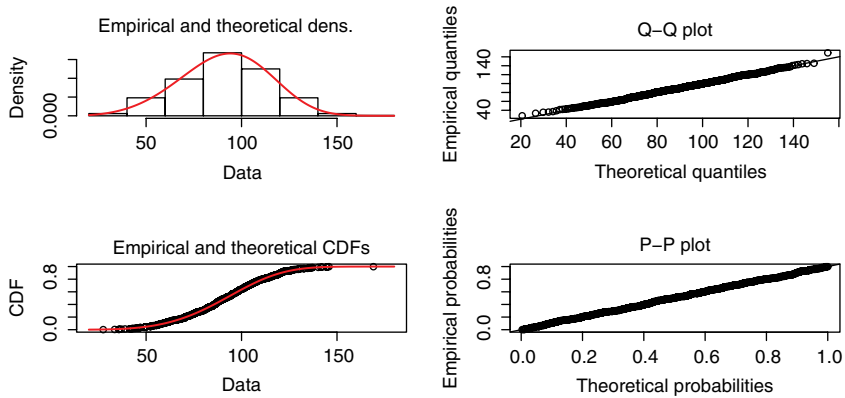 Empirical and theoretical dens.
Density
0.000
50 100 150
Data
Q–Q plot
Empirical quantiles
40 140
20 40 60 80 100 120 140
Theoretical quantiles
Empirical and theoretical CDFs
CDF
0.0 0.8
50 100 150
Data
P–P plot
Empirical probabilities
0.0 0.8
0.0 0.2 0.4 0.6 0.8 1.0
Theoretical probabilities